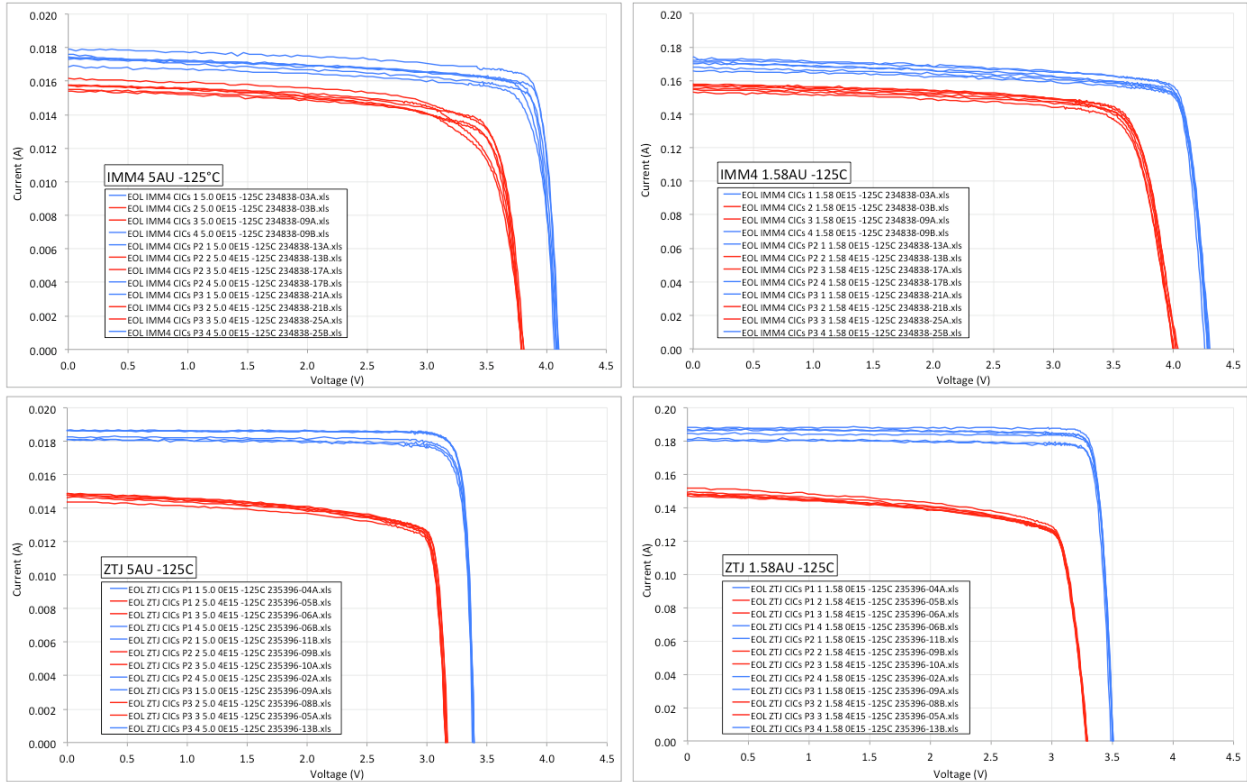 0.020
0.018
0.016
0.014
0.012
0.010
0.008
0.006
0.004
0.002
0.000
Current (A)
IMM4 5AU -125°C
EOL IMM4 CICs 1 5.0 0E15 -125C 234838-03A.xls
EOL IMM4 CICs 2 5.0 0E15 -125C 234838-03B.xls
EOL IMM4 CICs 3 5.0 0E15 -125C 234838-09A.xls
EOL IMM4 CICs 4 5.0 0E15 -125C 234838-09B.xls
EOL IMM4 CICs P2 1 5.0 0E15 -125C 234838-13A.xls
EOL IMM4 CICs P2 2 5.0 4E15 -125C 234838-13B.xls
EOL IMM4 CICs P2 3 5.0 4E15 -125C 234838-17A.xls
EOL IMM4 CICs P2 4 5.0 0E15 -125C 234838-17B.xls
EOL IMM4 CICs P3 1 5.0 0E15 -125C 234838-21A.xls
EOL IMM4 CICs P3 2 5.0 4E15 -125C 234838-21B.xls
EOL IMM4 CICs P3 3 5.0 4E15 -125C 234838-25A.xls
EOL IMM4 CICs P3 4 5.0 0E15 -125C 234838-25B.xls
0.0 0.5 1.0 1.5 2.0 2.5 3.0 3.5 4.0 4.5
Voltage (V)
0.20
0.18
0.16
0.14
0.12
0.10
0.08
0.06
0.04
0.02
0.00
Current (A)
IMM4 1.58AU -125C
EOL IMM4 CICs 1 1.58 0E15 -125C 234838-03A.xls
EOL IMM4 CICs 2 1.58 0E15 -125C 234838-03B.xls
EOL IMM4 CICs 3 1.58 0E15 -125C 234838-09A.xls
EOL IMM4 CICs 4 1.58 0E15 -125C 234838-09B.xls
EOL IMM4 CICs P2 1 1.58 0E15 -125C 234838-13A.xls
EOL IMM4 CICs P2 2 1.58 4E15 -125C 234838-13B.xls
EOL IMM4 CICs P2 3 1.58 4E15 -125C 234838-17A.xls
EOL IMM4 CICs P2 4 1.58 0E15 -125C 234838-17B.xls
EOL IMM4 CICs P3 1 1.58 0E15 -125C 234838-21A.xls
EOL IMM4 CICs P3 2 1.58 4E15 -125C 234838-21B.xls
EOL IMM4 CICs P3 3 1.58 4E15 -125C 234838-25A.xls
EOL IMM4 CICs P3 4 1.58 0E15 -125C 234838-25B.xls
0.0 0.5 1.0 1.5 2.0 2.5 3.0 3.5 4.0 4.5
Voltage (V)
0.020
0.018
0.016
0.014
0.012
0.010
0.008
0.006
0.004
0.002
0.000
Current (A)
ZTJ 5AU -125C
EOL ZTJ CICs P1 1 5.0 0E15 -125C 235396-04A.xls
EOL ZTJ CICs P1 2 5.0 4E15 -125C 235396-05B.xls
EOL ZTJ CICs P1 3 5.0 4E15 -125C 235396-06A.xls
EOL ZTJ CICs P1 4 5.0 0E15 -125C 235396-06B.xls
EOL ZTJ CICs P2 1 5.0 0E15 -125C 235396-11B.xls
EOL ZTJ CICs P2 2 5.0 4E15 -125C 235396-09B.xls
EOL ZTJ CICs P2 3 5.0 4E15 -125C 235396-10A.xls
EOL ZTJ CICs P2 4 5.0 0E15 -125C 235396-02A.xls
EOL ZTJ CICs P3 1 5.0 0E15 -125C 235396-09A.xls
EOL ZTJ CICs P3 2 5.0 4E15 -125C 235396-08B.xls
EOL ZTJ CICs P3 3 5.0 4E15 -125C 235396-05A.xls
EOL ZTJ CICs P3 4 5.0 0E15 -125C 235396-13B.xls
0.0 0.5 1.0 1.5 2.0 2.5 3.0 3.5 4.0 4.5
Voltage (V)
0.20
0.18
0.16
0.14
0.12
0.10
0.08
0.06
0.04
0.02
0.00
Current (A)
ZTJ 1.58AU -125C
EOL ZTJ CICs P1 1 1.58 0E15 -125C 235396-04A.xls
EOL ZTJ CICs P1 2 1.58 4E15 -125C 235396-05B.xls
EOL ZTJ CICs P1 3 1.58 4E15 -125C 235396-06A.xls
EOL ZTJ CICs P1 4 1.58 0E15 -125C 235396-06B.xls
EOL ZTJ CICs P2 1 1.58 0E15 -125C 235396-11B.xls
EOL ZTJ CICs P2 2 1.58 4E15 -125C 235396-09B.xls
EOL ZTJ CICs P2 3 1.58 4E15 -125C 235396-10A.xls
EOL ZTJ CICs P2 4 1.58 0E15 -125C 235396-02A.xls
EOL ZTJ CICs P3 1 1.58 0E15 -125C 235396-09A.xls
EOL ZTJ CICs P3 2 1.58 4E15 -125C 235396-08B.xls
EOL ZTJ CICs P3 3 1.58 4E15 -125C 235396-05A.xls
EOL ZTJ CICs P3 4 1.58 0E15 -125C 235396-13B.xls
0 0.5 1 1.5 2 2.5 3 3.5 4 4.5
Voltage (V)